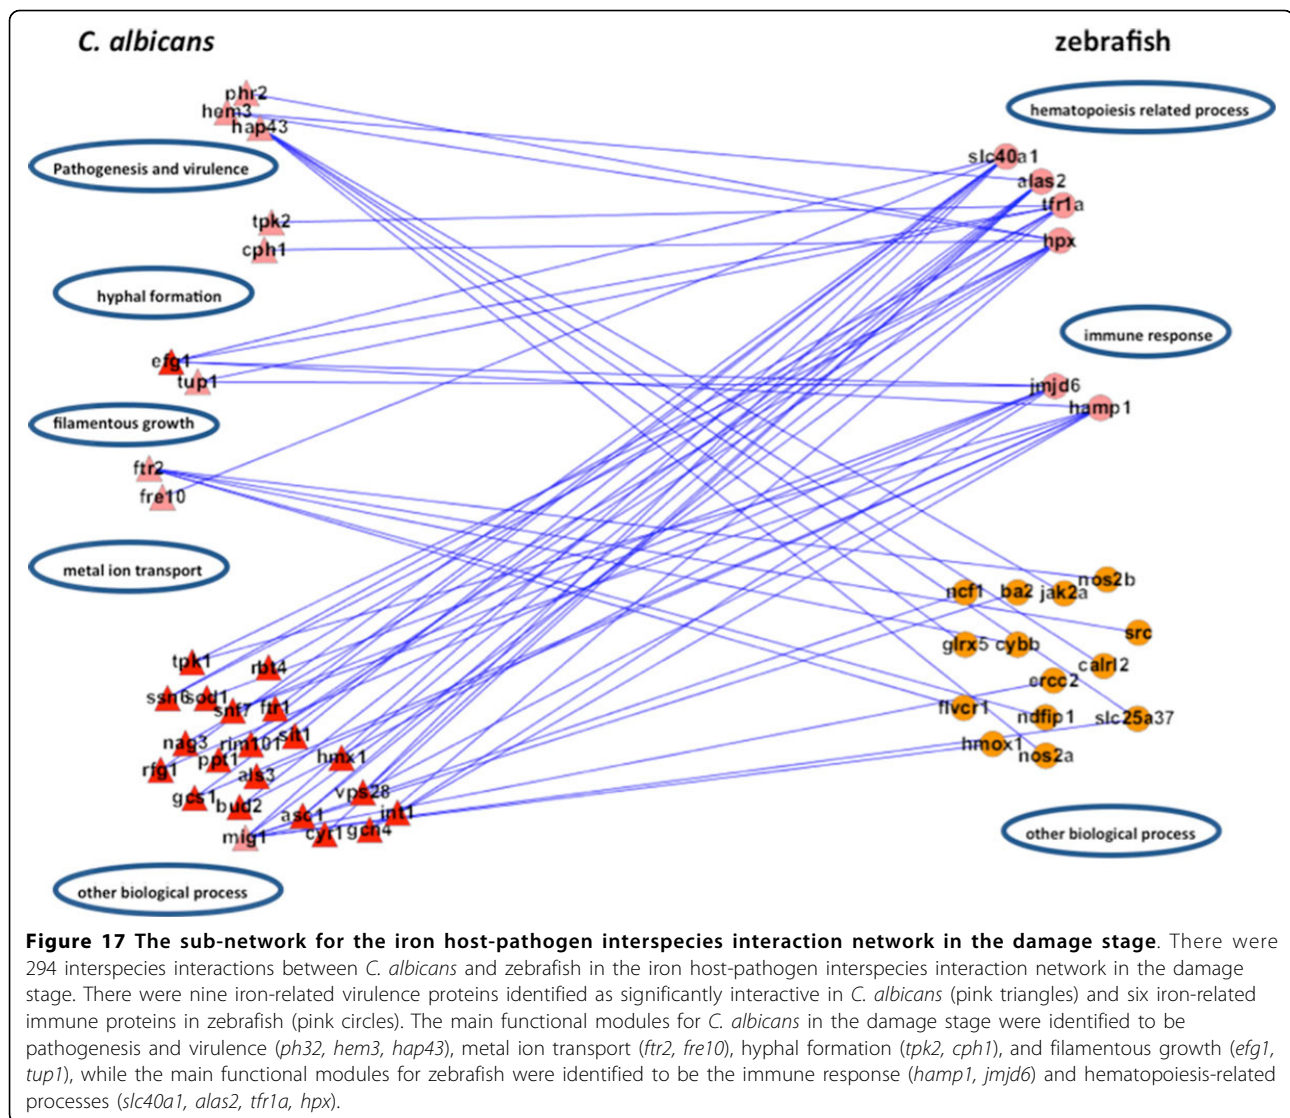 C. albicans
zebrafish
phr2
hem3
hap43
hematopoiesis related process
Pathogenesis and virulence
slc40a1
alas2
tfr1a
hpx
tpk2
cph1
hyphal formation
immune response
efg1
tup1
jmjd6
hamp1
filamentous growth
ftr2
fre10
metal ion transport
ncf1
ba2
jak2a
nos2b
src
glrx5
cybb
calrl2
ercc2
flvcr1
ndfip1
slc25a37
hmox1
nos2a
tpk1
rbt4
ssn6
sod1
snf7
ftr1
nag3
rim101
slt1
rfg1
ppt1
als3
hmx1
gcs1
bud2
vps28
asc1
int1
mig1
cyr1
gcn4
other biological process
other biological process
Figure 17 The sub-network for the iron host-pathogen interspecies interaction network in the damage stage. There were
294 interspecies interactions between C. albicans and zebrafish in the iron host-pathogen interspecies interaction network in the damage
stage. There were nine iron-related virulence proteins identified as significantly interactive in C. albicans (pink triangles) and six iron-related
immune proteins in zebrafish (pink circles). The main functional modules for C. albicans in the damage stage were identified to be
pathogenesis and virulence (ph32, hem3, hap43), metal ion transport (ftr2, fre10), hyphal formation (tpk2, cph1), and filamentous growth (efg1,
tup1), while the main functional modules for zebrafish were identified to be the immune response (hamp1, jmjd6) and hematopoiesis-related
processes (slc40a1, alas2, tfr1a, hpx).